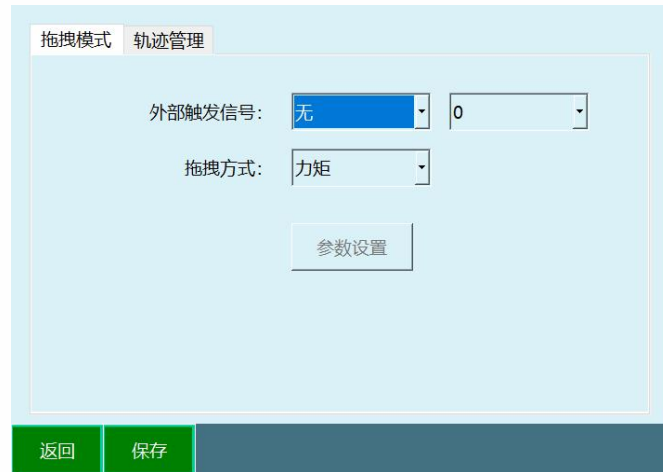 拖拽模式 轨迹管理
外部触发信号： 无 0
拖拽方式： 力矩
参数设置
返回 保存